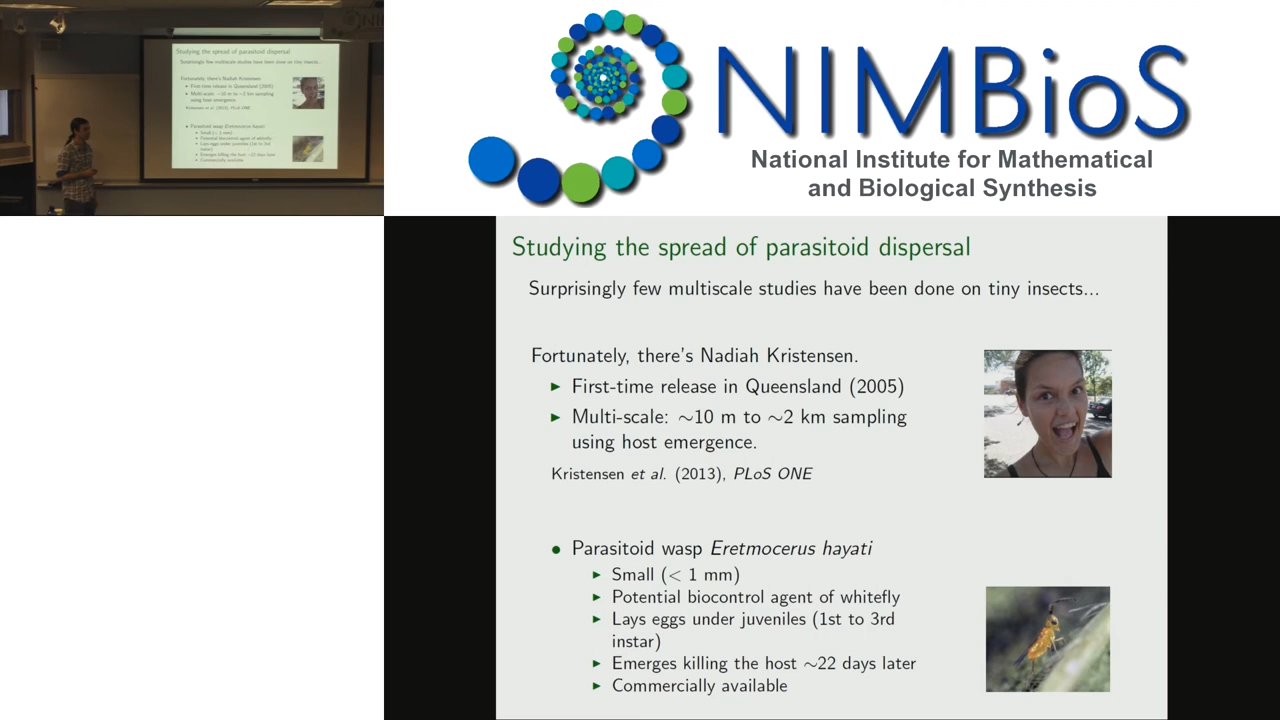 NIMBioS
National Institute for Mathematical
and Biological Synthesis
Studying the spread of parasitoid dispersal
Surprisingly few multiscale studies have been done on tiny insects...
Fortunately, there's Nadiah Kristensen.
► First-time release in Queensland (2005)
► Multi-scale: ∼10 m to ∼2 km sampling
using host emergence.
Kristensen et al. (2013), PLoS ONE
• Parasitoid wasp Eretmocerus hayati
► Small (< 1 mm)
► Potential biocontrol agent of whitefly
► Lays eggs under juveniles (1st to 3rd
instar)
► Emerges killing the host ∼22 days later
► Commercially available